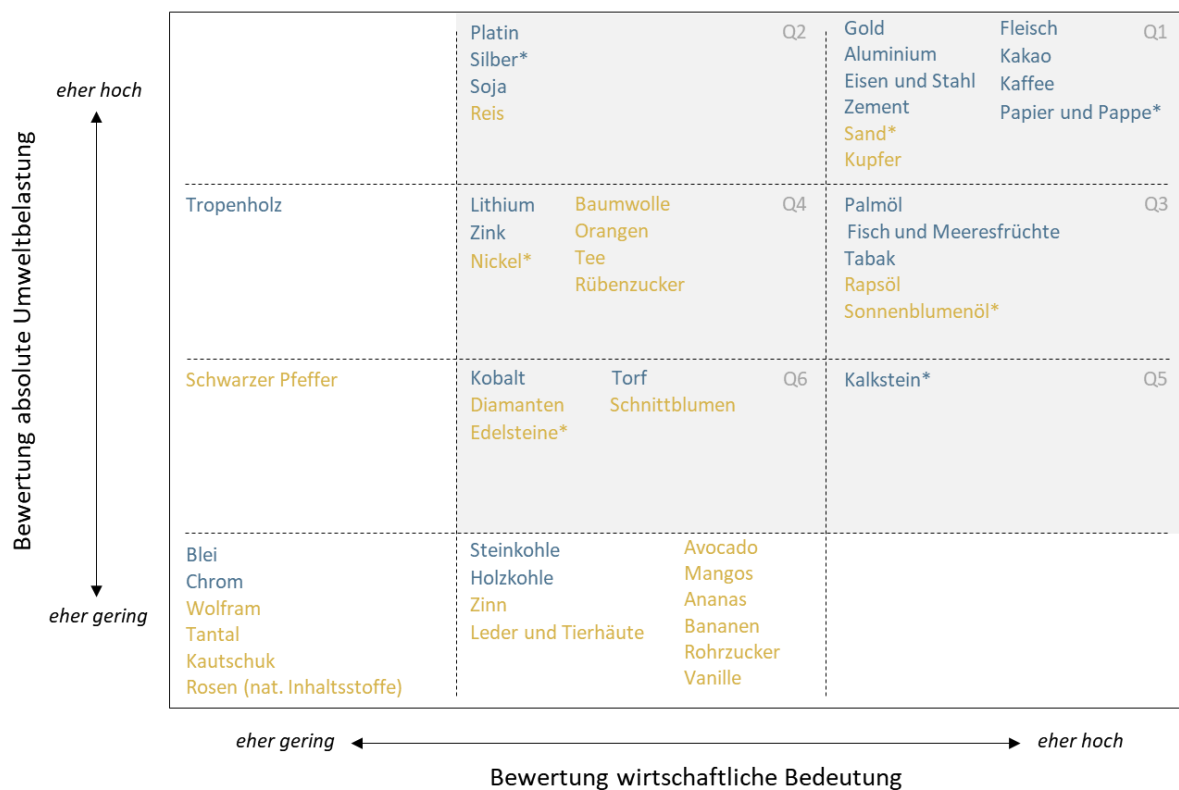 Bewertung absolute Umweltbelastung
eher hoch
eher gering
Q2
Platin
Silber*
Soja
Reis
Q1
Gold
Aluminium
Eisen und Stahl
Zement
Sand*
Kupfer
Fleisch
Kakao
Kaffee
Papier und Pappe*
Tropenholz
Q4
Lithium
Zink
Nickel*
Baumwolle
Orangen
Tee
Rübenzucker
Q3
Palmöl
Fisch und Meeresfrüchte
Tabak
Rapsöl
Sonnenblumenöl*
Schwarzer Pfeffer
Q6
Kobalt
Diamanten
Edelsteine*
Torf
Schnittblumen
Q5
Kalkstein*
Blei
Chrom
Wolfram
Tantal
Kautschuk
Rosen (nat. Inhaltsstoffe)
Steinkohle
Holzkohle
Zinn
Leder und Tierhäute
Avocado
Mangos
Ananas
Bananen
Rohrzucker
Vanille
eher gering
eher hoch
Bewertung wirtschaftliche Bedeutung